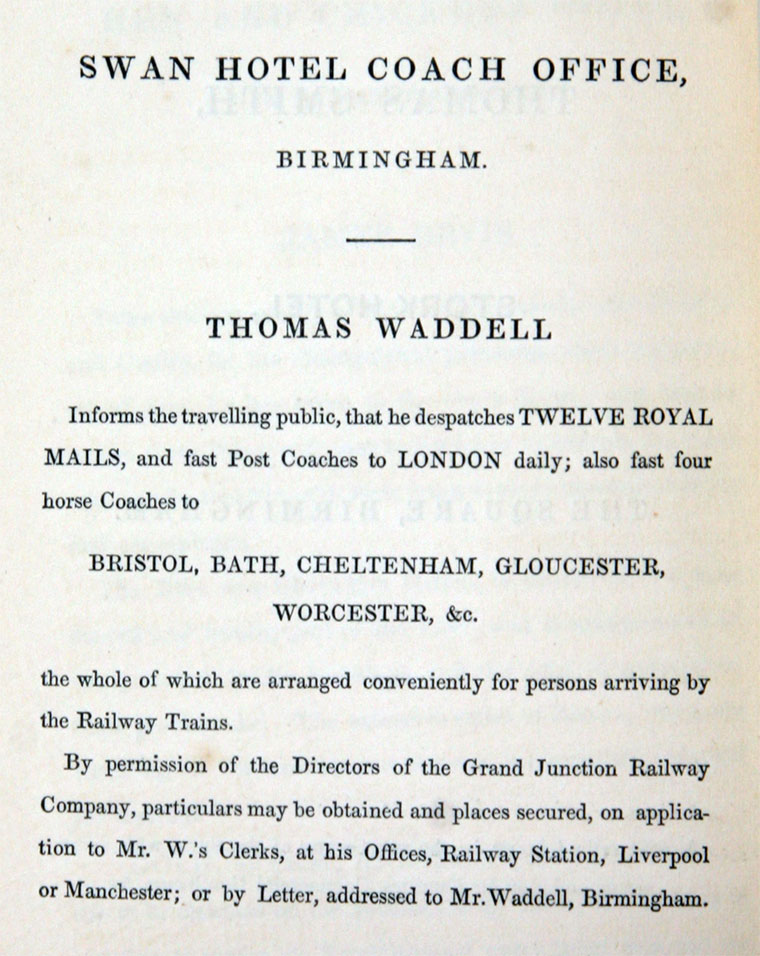 SWAN HOTEL COACH OFFICE,
BIRMINGHAM.
THOMAS WADDELL
Informs the travelling public, that he despatches TWELVE ROYAL
MAILS, and fast Post Coaches to LONDON daily; also fast four
horse Coaches to
BRISTOL, BATH, CHELTENHAM, GLOUCESTER,
WORCESTER, &c.
the whole of which are arranged conveniently for persons arriving by
the Railway Trains.
By permission of the Directors of the Grand Junction Railway
Company, particulars may be obtained and places secured, on applica-
tion to Mr. W.'s Clerks, at his Offices, Railway Station, Liverpool
or Manchester; or by Letter, addressed to Mr. Waddell, Birmingham.